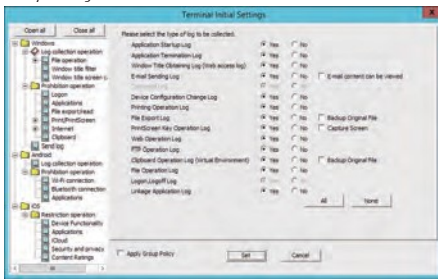 Terminal Initial Settings
Open all
Close all
Windows
Log collection operation
File operation
Window title filter
Window title screen c
Prohibition operation
Logon
Applications
File export/read
Print/PrintScreen
Internet
Clipboard
Send log
Android
Log collection operation
Prohibition operation
Wi-Fi connection
Bluetooth connection
Applications
iOS
Restriction operation
Device Functionality
Applications
iCloud
Security and privacy
Content Ratings
Please select the type of log to be collected.
Application Startup Log Yes No
Application Termination Log Yes No
Window Title Obtaining Log (Web access log) Yes No
E-mail Sending Log Yes No E-mail content can be viewed
Device Configuration Change Log Yes No
Printing Operation Log Yes No
File Export Log Yes No Backup Original File
PrintScreen Key Operation Log Yes No Capture Screen
Web Operation Log Yes No
FTP Operation Log Yes No
Clipboard Operation Log (Virtual Environment) Yes No Backup Original File
File Operation Log Yes No
Logon/Logoff Log
Linkage Application Log Yes No
All None
Apply Group Policy
Set
Cancel